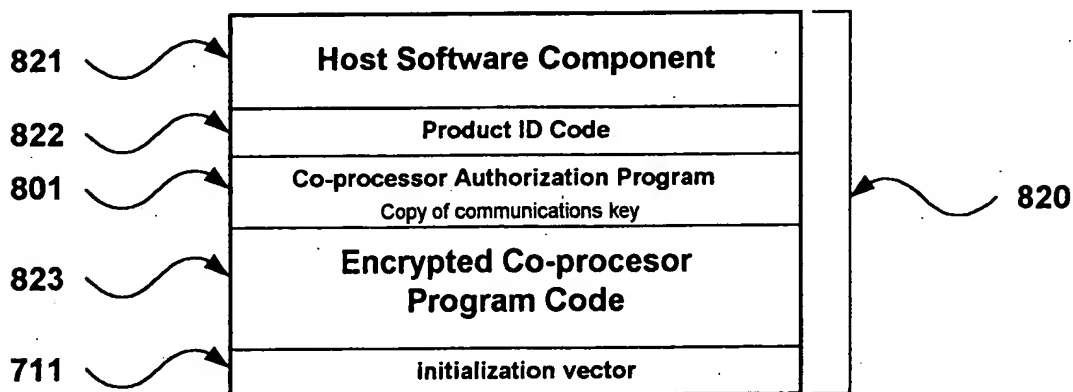 821
Host Software Component
822
Product ID Code
801
Co-processor Authorization Program
Copy of communications key
820
823
Encrypted Co-procesor
Program Code
711
initialization vector